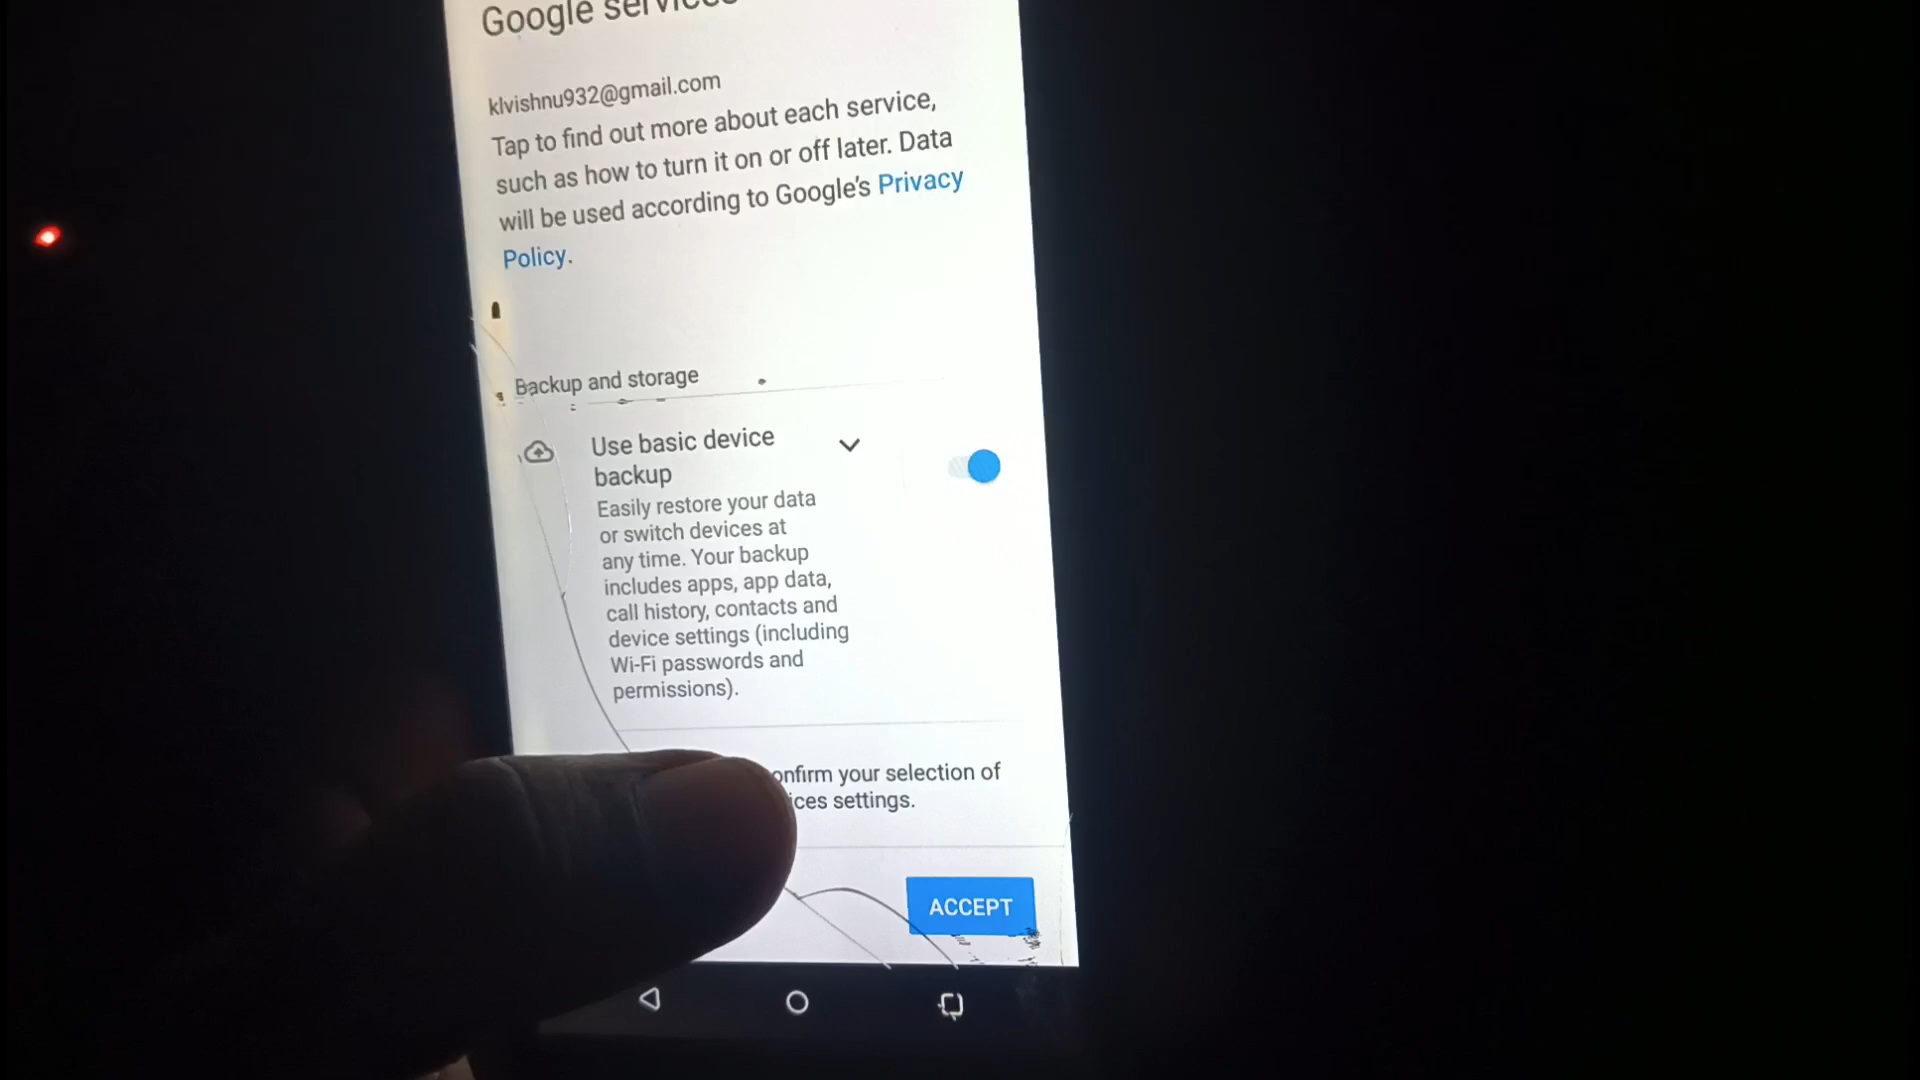 Google services
klvishnu932@gmail.com
Tap to find out more about each service,
such as how to turn it on or off later. Data
will be used according to Google's Privacy
Policy.
Backup and storage
Use basic device
backup
Easily restore your data
or switch devices at
any time. Your backup
includes apps, app data,
call history, contacts and
device settings (including
Wi-Fi passwords and
permissions).
onfirm your selection of
ices settings.
ACCEPT